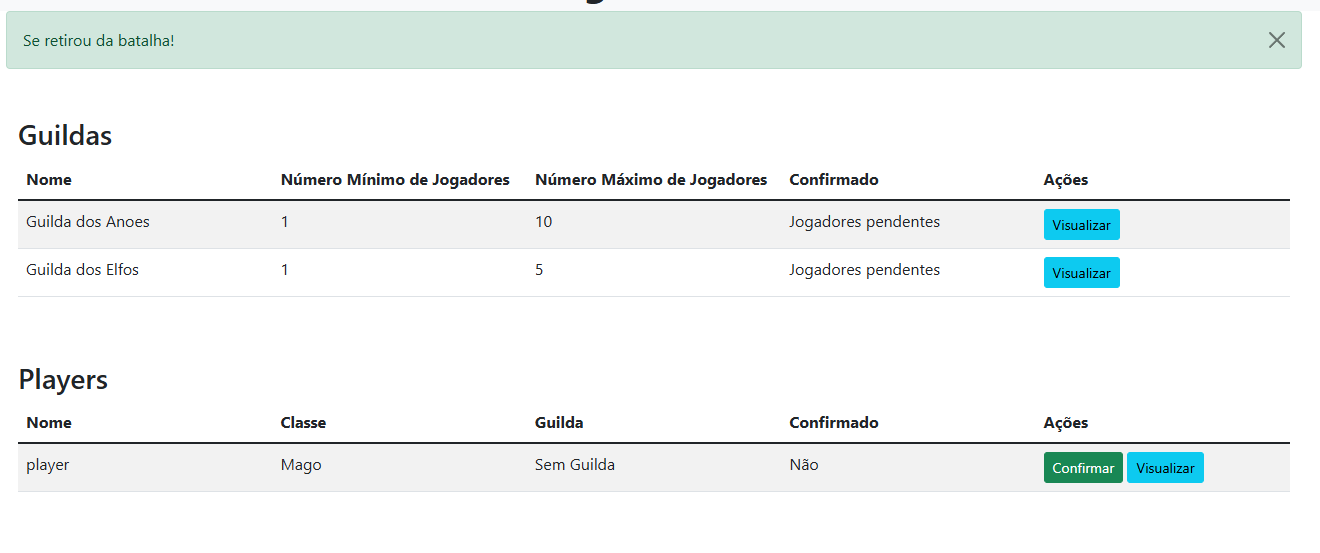 Se retirou da batalha!
Guildas
Nome Número Mínimo de Jogadores Número Máximo de Jogadores Confirmado Ações
Guilda dos Anoes 1 10 Jogadores pendentes Visualizar
Guilda dos Elfos 1 5 Jogadores pendentes Visualizar
Players
Nome Classe Guilda Confirmado Ações
player Mago Sem Guilda Não Confirmar Visualizar